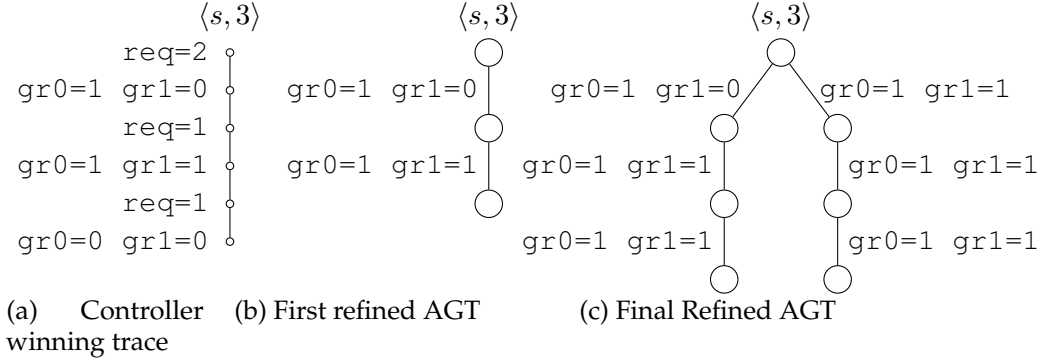 ⟨s, 3⟩ ⟨s, 3⟩ ⟨s, 3⟩
req=2
gr0=1 gr1=0 gr0=1 gr1=0 gr0=1 gr1=0 gr0=1 gr1=1
req=1
gr0=1 gr1=1 gr0=1 gr1=1 gr0=1 gr1=1 gr0=1 gr1=1
req=1
gr0=0 gr1=0 gr0=1 gr1=1 gr0=1 gr1=1
(a) Controller (b) First refined AGT (c) Final Refined AGT
winning trace